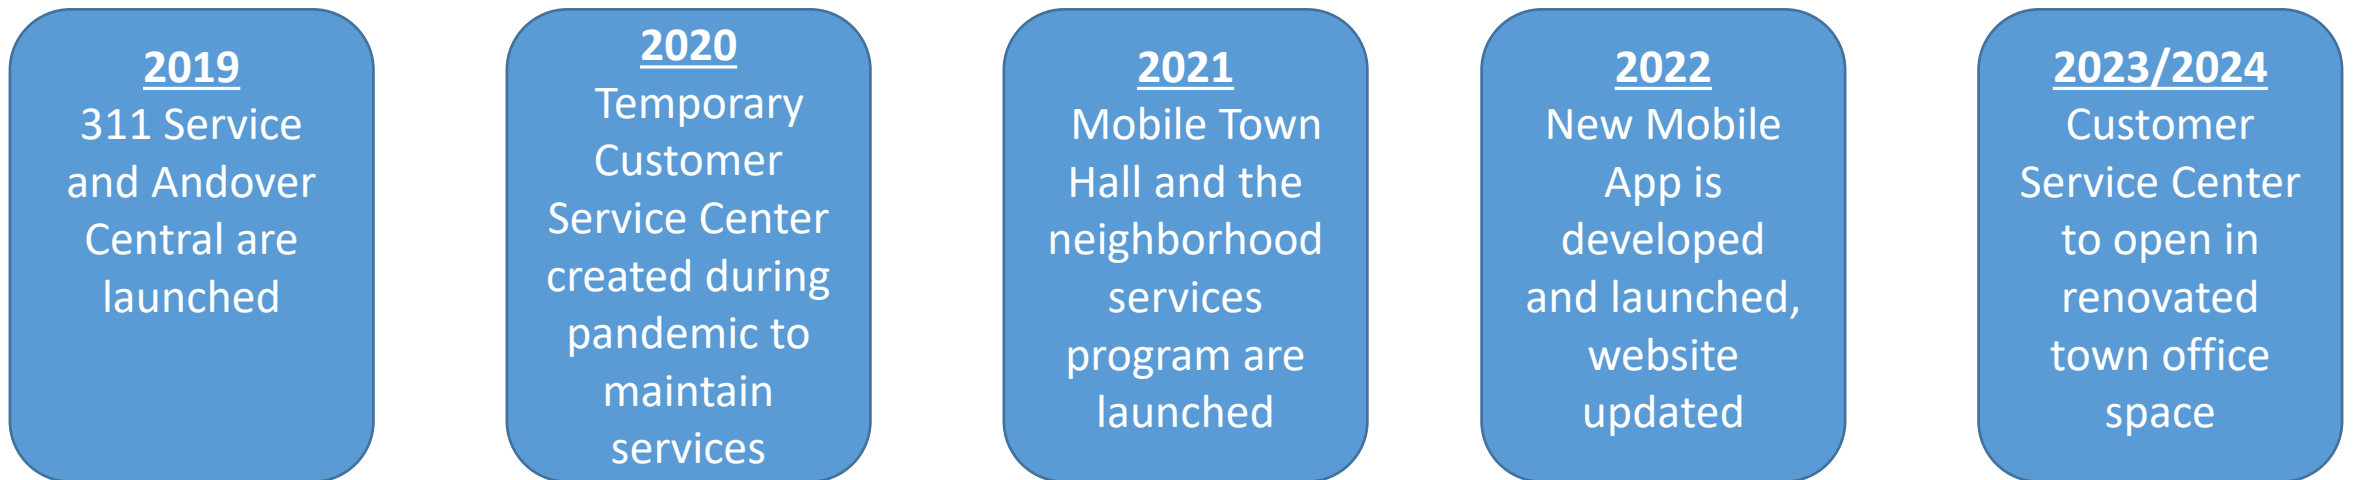 2019
311 Service
and Andover
Central are
launched
2020
Temporary
Customer
Service Center
created during
pandemic to
maintain
services
2021
Mobile Town
Hall and the
neighborhood
services
program are
launched
2022
New Mobile
App is
developed
and launched,
website
updated
2023/2024
Customer
Service Center
to open in
renovated
town office
space